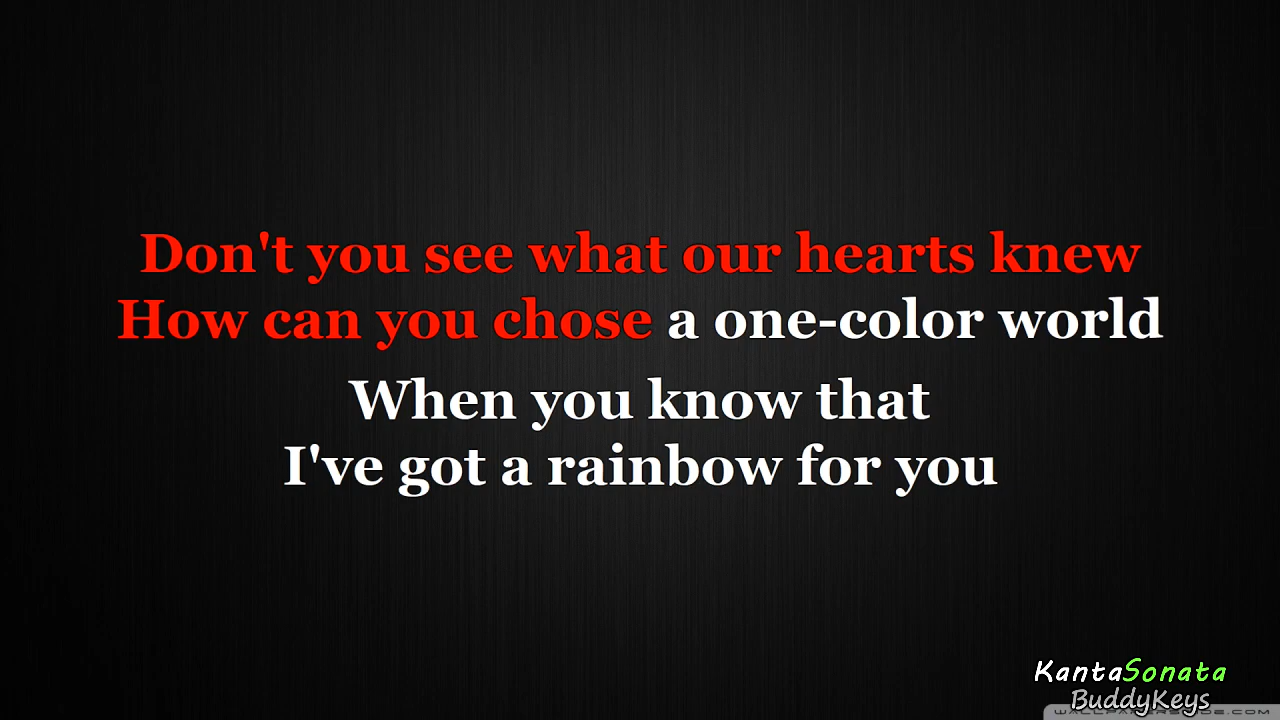 Don't you see what our hearts knew
How can you chose a one-color world
When you know that
I've got a rainbow for you
KantaSonata
BuddyKeys